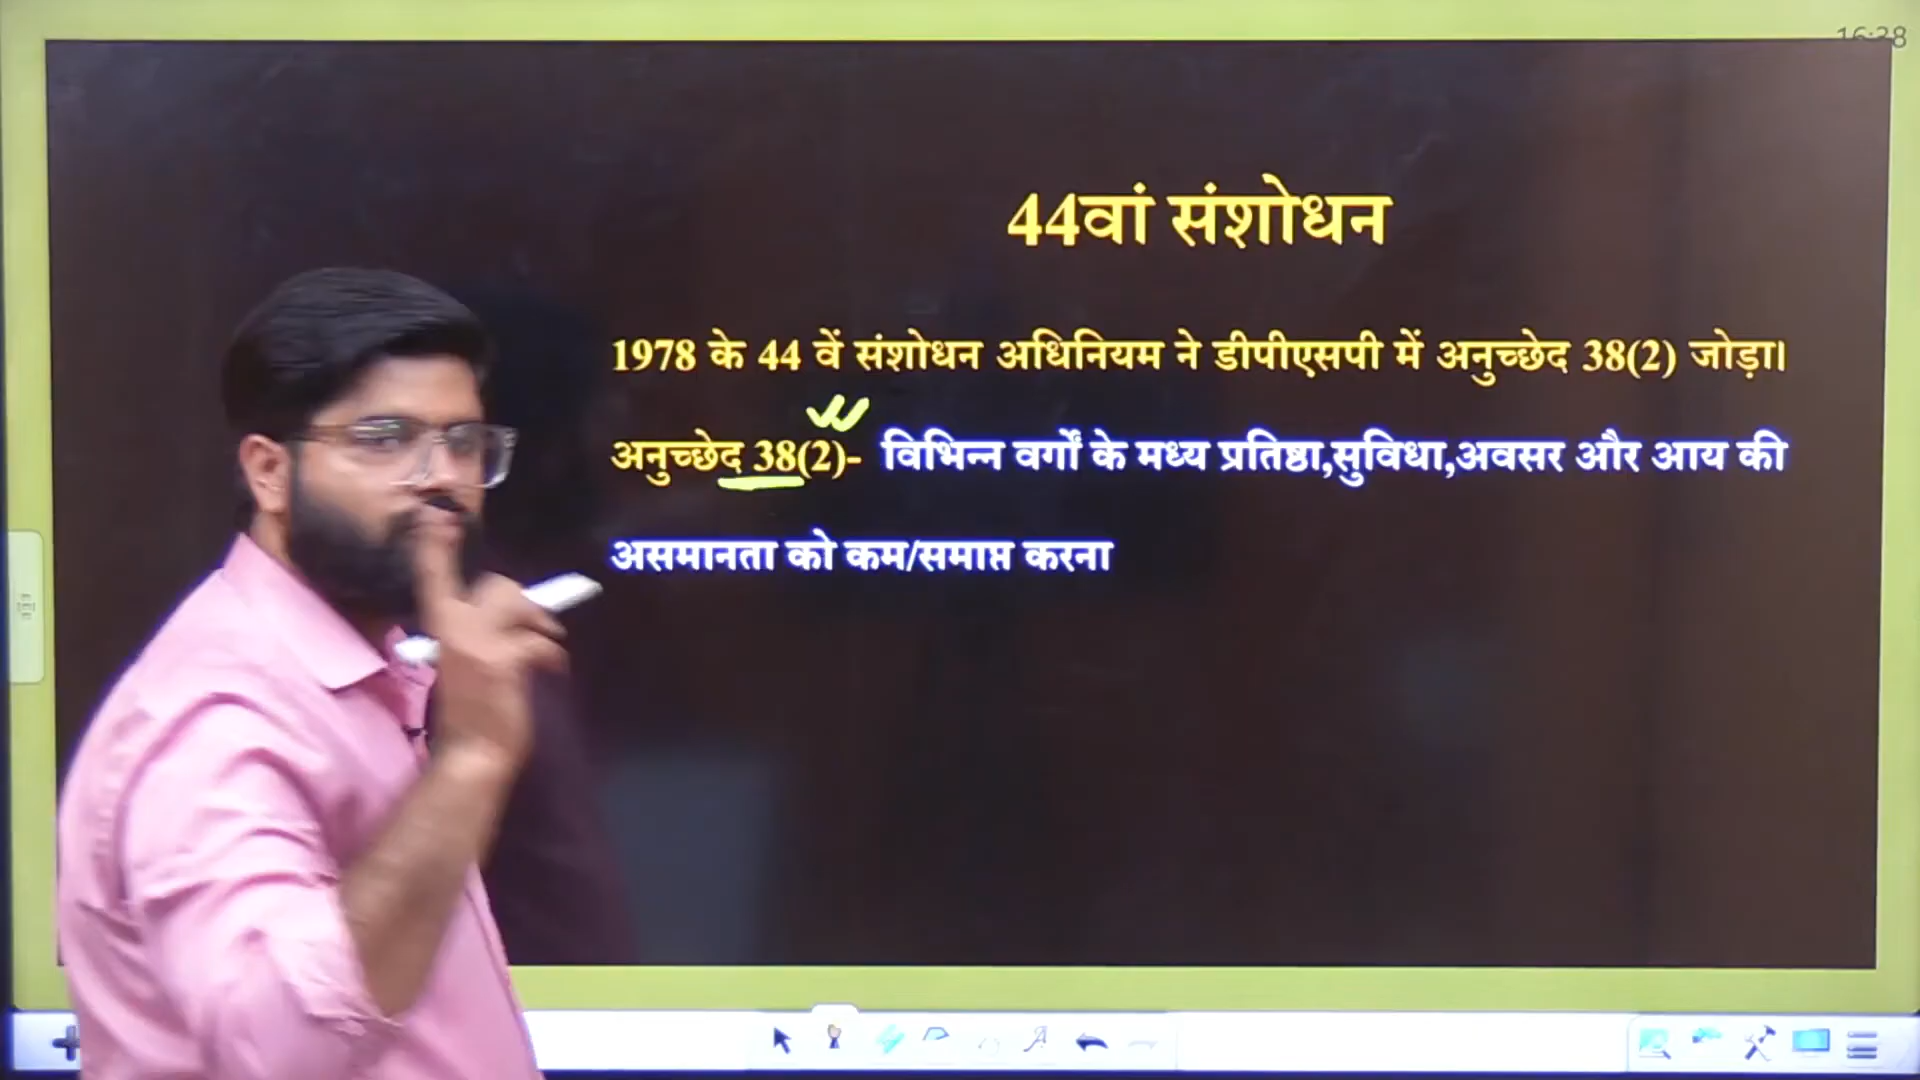 44वां संशोधन
1978 के 44 वें संशोधन अधिनियम ने डीपीएसपी में अनुच्छेद 38(2) जोड़ा।
अनुच्छेद 38(2)- विभिन्न वर्गों के मध्य प्रतिष्ठा,सुविधा,अवसर और आय की
असमानता को कम/समाप्त करना